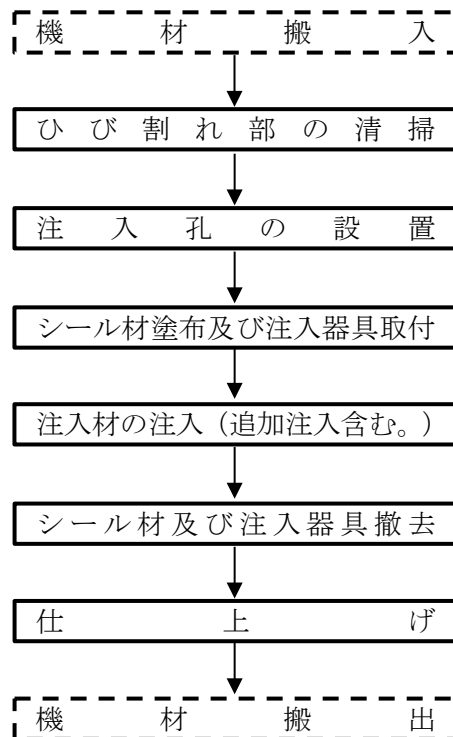 機材搬入
ひび割れ部の清掃
注入孔の設置
シール材塗布及び注入器具取付
注入材の注入（追加注入含む。）
シール材及び注入器具撤去
仕上げ
機材搬出